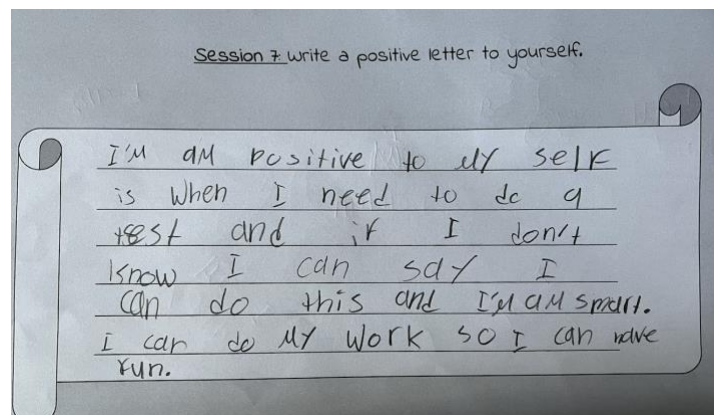 Session 7 write a positive letter to yourself.
I'M aM positive to My self
is when I need to do a
test and if I don't
know I can say I
can do this and I'M aM smart.
I can do My work so I can have
fun.